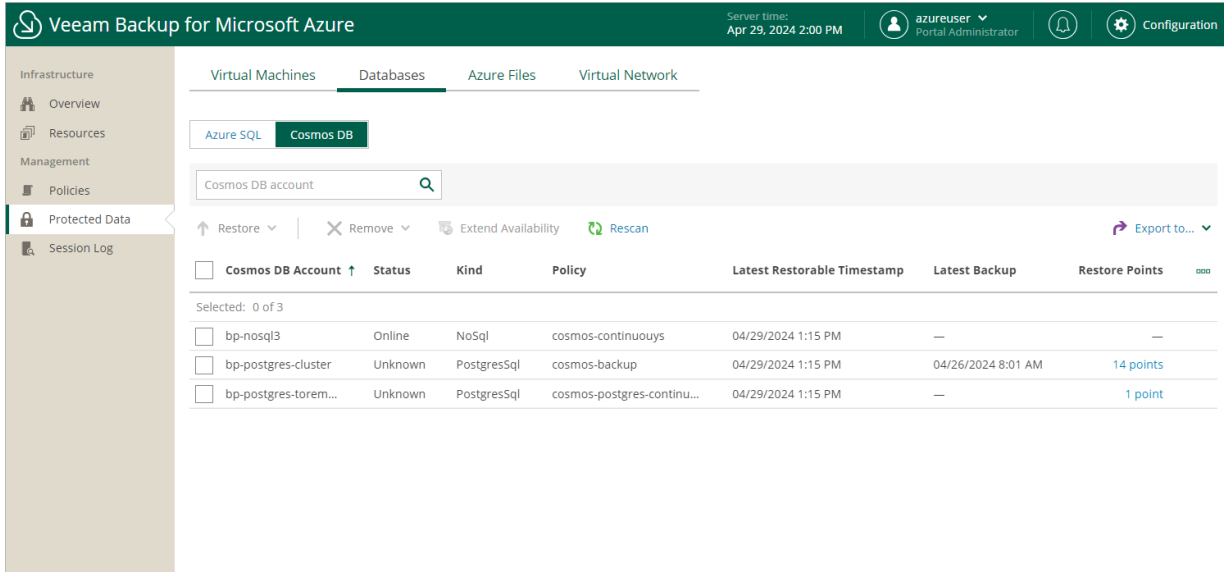 Veeam Backup for Microsoft Azure
Server time:
Apr 29, 2024 2:00 PM
azureuser
Portal Administrator
Configuration
Infrastructure
Overview
Resources
Management
Policies
Protected Data
Session Log
Virtual Machines Databases Azure Files Virtual Network
Azure SQL Cosmos DB
Cosmos DB account
Restore Remove Extend Availability Rescan Export to...
Cosmos DB Account ↑ Status Kind Policy Latest Restorable Timestamp Latest Backup Restore Points
Selected: 0 of 3
bp-nosql3 Online NoSql cosmos-continuouys 04/29/2024 1:15 PM — —
bp-postgres-cluster Unknown PostgresSql cosmos-backup 04/29/2024 1:15 PM 04/26/2024 8:01 AM 14 points
bp-postgres-torem... Unknown PostgresSql cosmos-postgres-continu... 04/29/2024 1:15 PM — 1 point